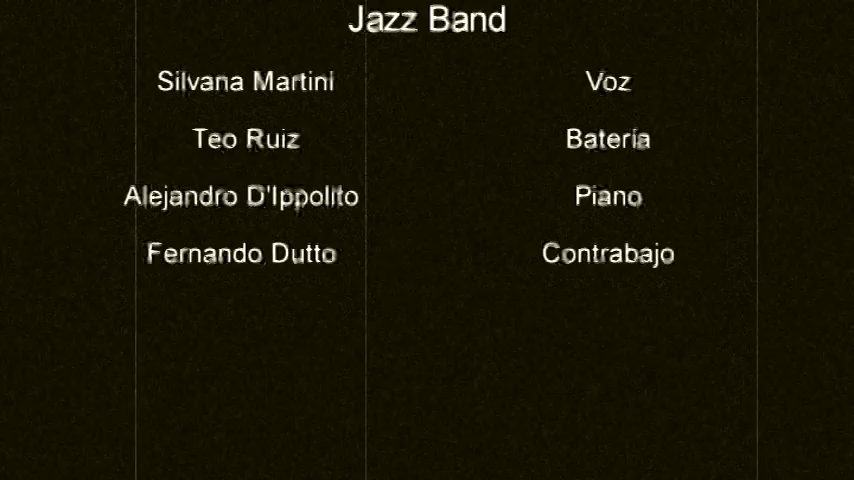 Jazz Band
Silvana Martini Voz
Teo Ruiz Batería
Alejandro D'Ippolito Piano
Fernando Dutto Contrabajo